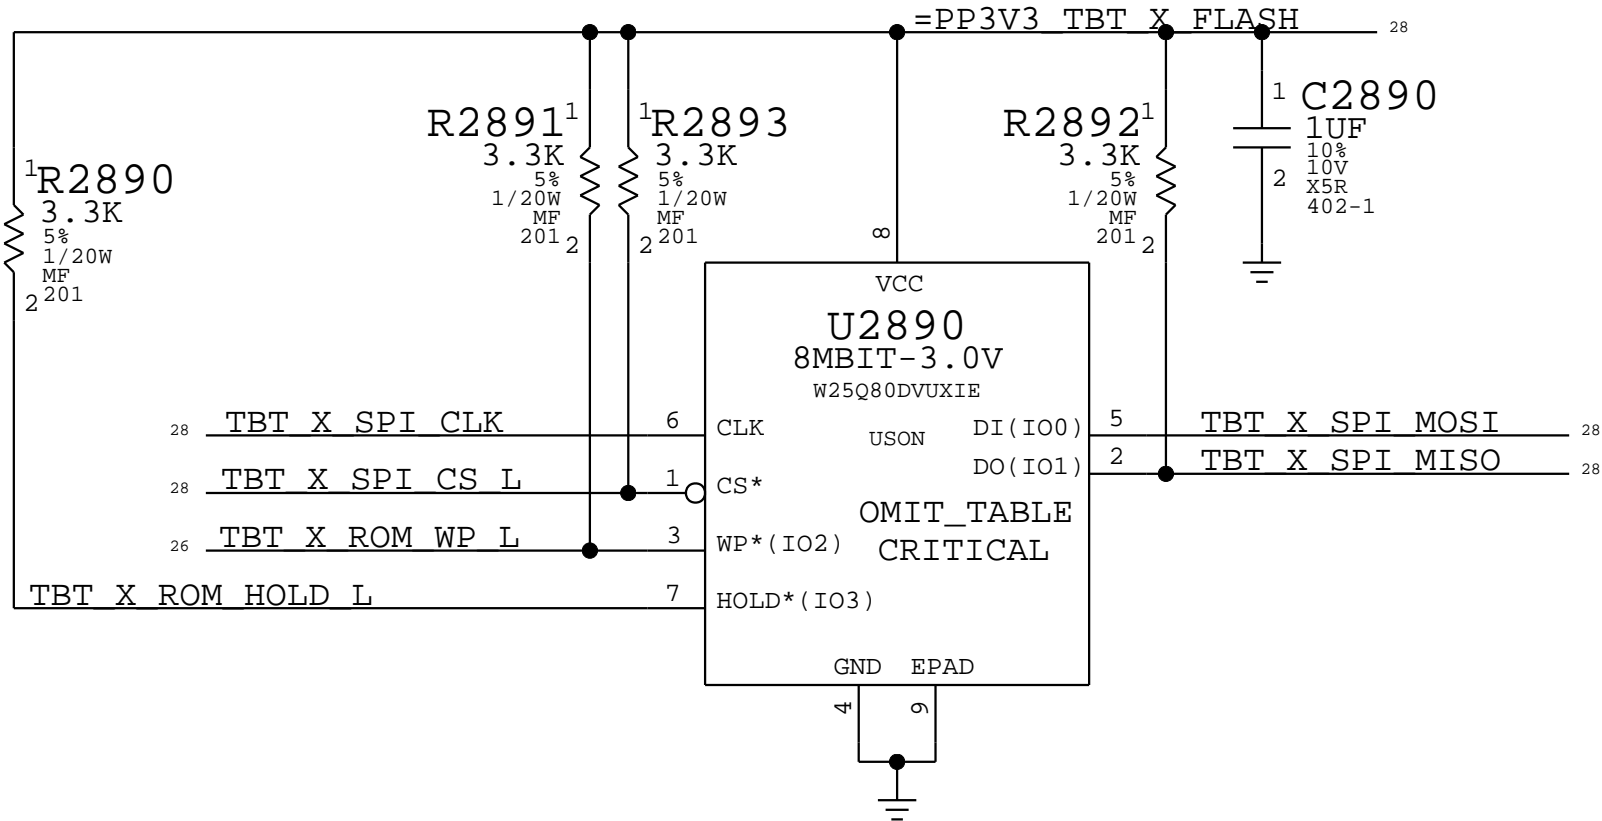 =PP3V3_TBT_X_FLASH 28
1
R2890
3.3K
5%
1/20W
MF
201
2
R2891
1
3.3K
5%
1/20W
MF
201
2
1
R2893
3.3K
5%
1/20W
MF
201
2
R2892
1
3.3K
5%
1/20W
MF
201
2
1
C2890
1UF
10%
10V
X5R
402-1
2
8
VCC
U2890
8MBIT-3.0V
W25Q80DVUXIE
USON
28 TBT_X_SPI_CLK 6 CLK
28 TBT_X_SPI_CS_L 1 CS*
26 TBT_X_ROM_WP_L 3 WP*(IO2)
TBT_X_ROM_HOLD_L 7 HOLD*(IO3)
DI(IO0) 5 TBT_X_SPI_MOSI 28
DO(IO1) 2 TBT_X_SPI_MISO 28
OMIT_TABLE
CRITICAL
GND EPAD
4 9